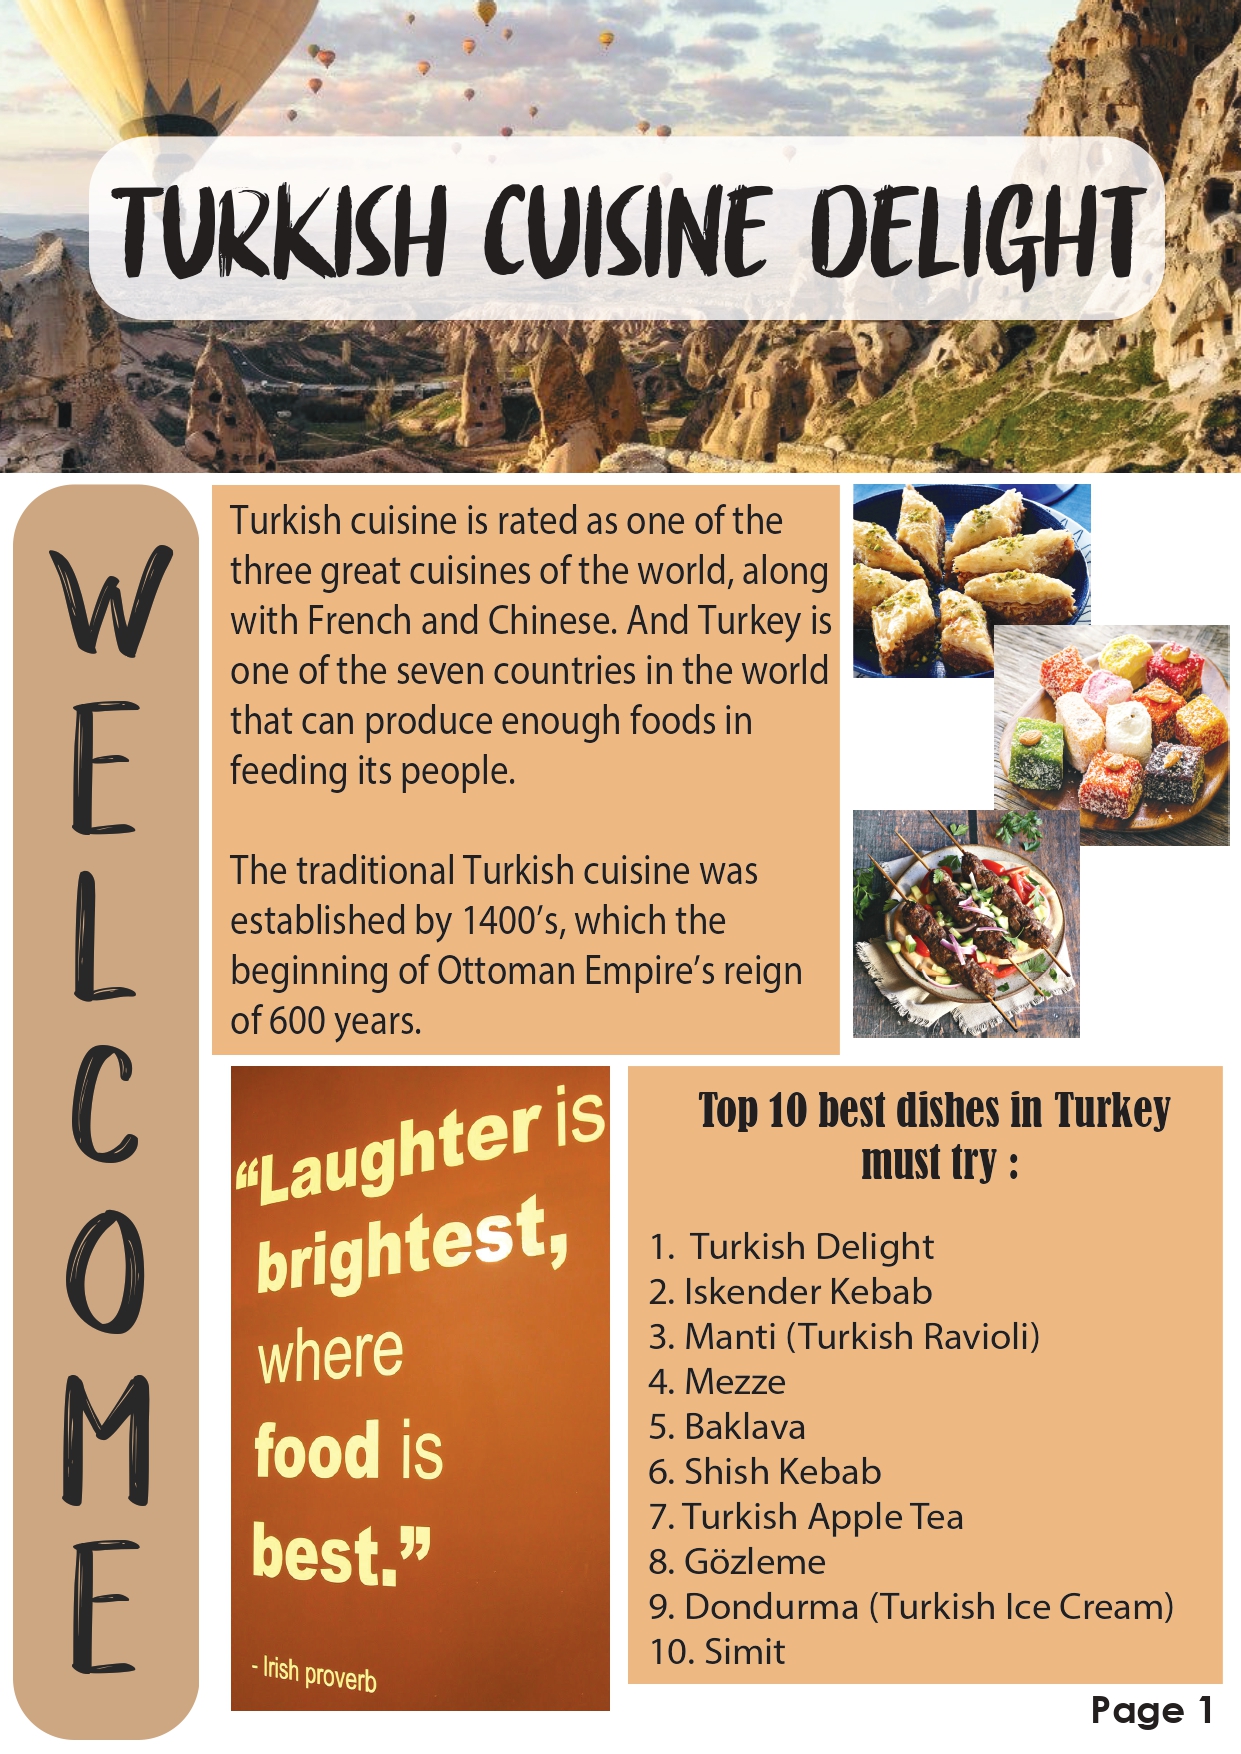 TURKISH CUISINE DELIGHT
WELCOME
Turkish cuisine is rated as one of the
three great cuisines of the world, along
with French and Chinese. And Turkey is
one of the seven countries in the world
that can produce enough foods in
feeding its people.
The traditional Turkish cuisine was
established by 1400's, which the
beginning of Ottoman Empire's reign
of 600 years.
“Laughter is
brightest,
where
food is
best.”
- Irish proverb
Top 10 best dishes in Turkey
must try :
1. Turkish Delight
2. Iskender Kebab
3. Manti (Turkish Ravioli)
4. Mezze
5. Baklava
6. Shish Kebab
7. Turkish Apple Tea
8. Gözleme
9. Dondurma (Turkish Ice Cream)
10. Simit
Page 1